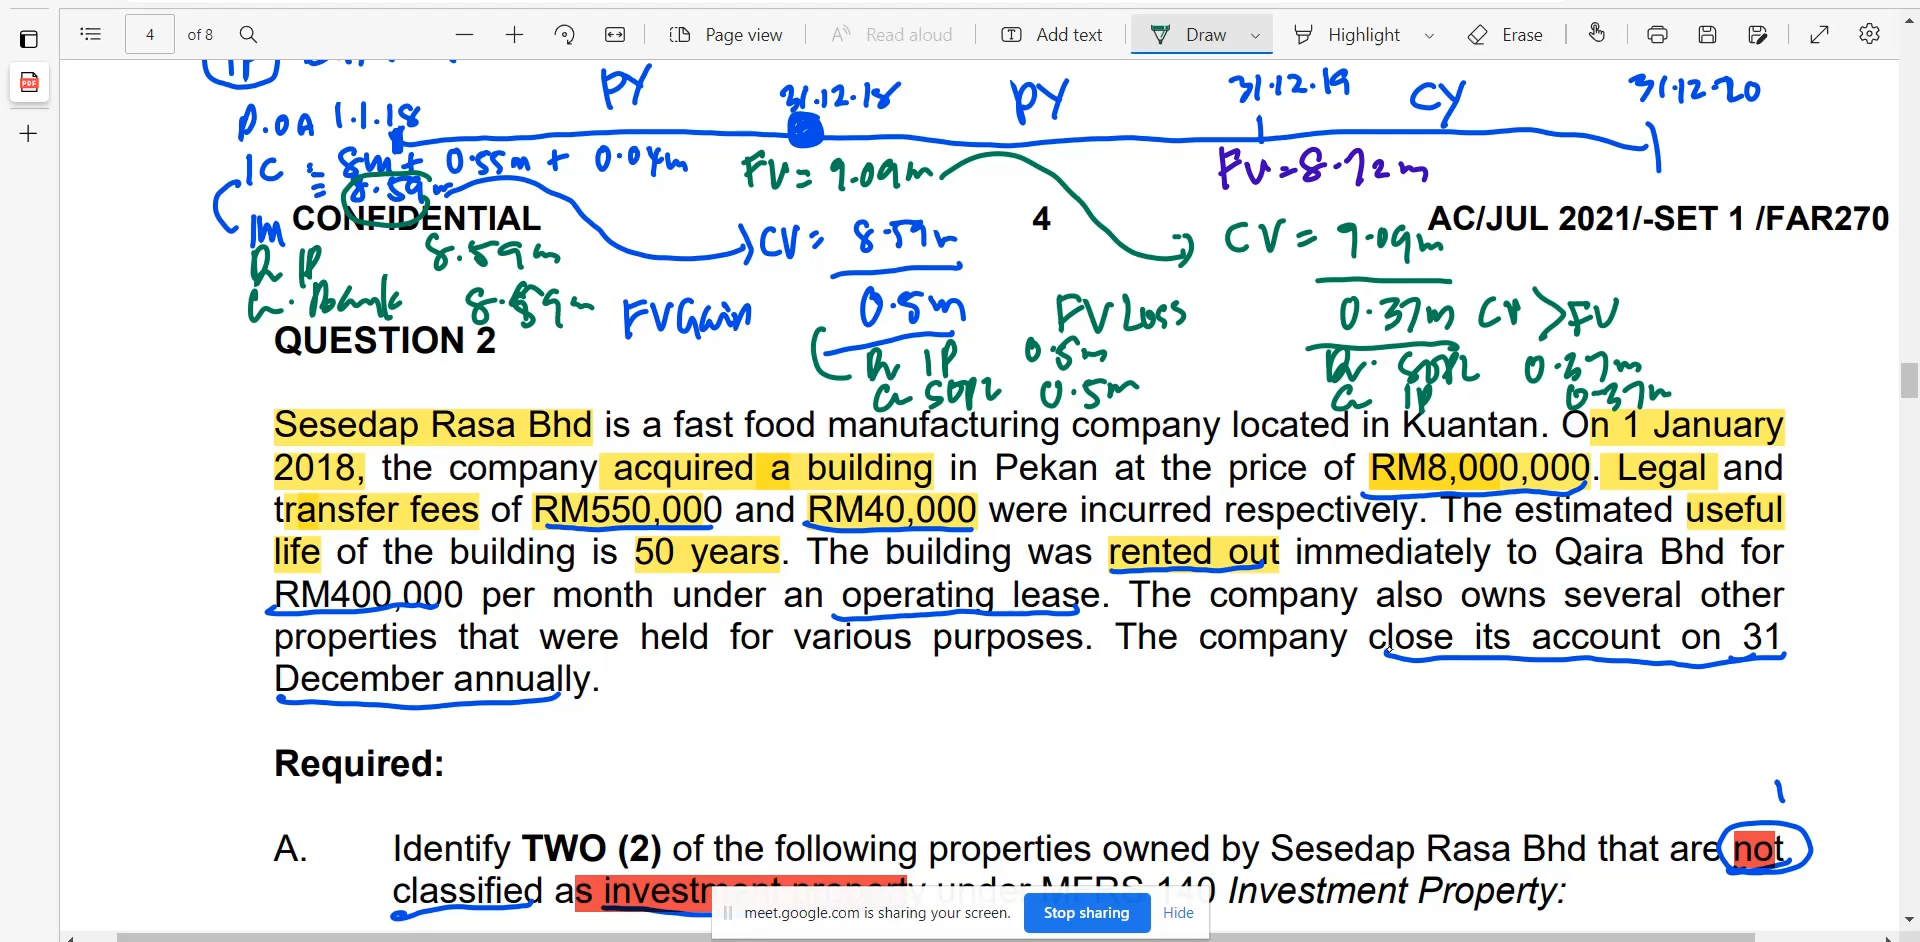 4 of 8 Page view Read aloud Add text Draw Highlight Erase
PY 31.12.18 PY 31.12.19 CY 31.12.20
D.OA 1.1.18
IC = 8m + 0.55m + 0.04m FV = 9.09m FV = 8.72m
= 8.59m
CONFIDENTIAL 4 AC/JUL 2021/-SET 1 /FAR270
IM CV = 8.59m CV = 9.09m
Dr IP 8.59m
Cr. Bank 8.59m FV Gain 0.5m FV Loss 0.37m CV > FV
QUESTION 2
Dr IP 0.5m Dr. SOPL 0.37m
Cr SOPL 0.5m Cr IP 0.37m
Sesedap Rasa Bhd is a fast food manufacturing company located in Kuantan. On 1 January
2018, the company acquired a building in Pekan at the price of RM8,000,000. Legal and
transfer fees of RM550,000 and RM40,000 were incurred respectively. The estimated useful
life of the building is 50 years. The building was rented out immediately to Qaira Bhd for
RM400,000 per month under an operating lease. The company also owns several other
properties that were held for various purposes. The company close its account on 31
December annually.
Required:
A. Identify TWO (2) of the following properties owned by Sesedap Rasa Bhd that are not
classified as investment property under MFRS 140 Investment Property:
meet.google.com is sharing your screen. Stop sharing Hide